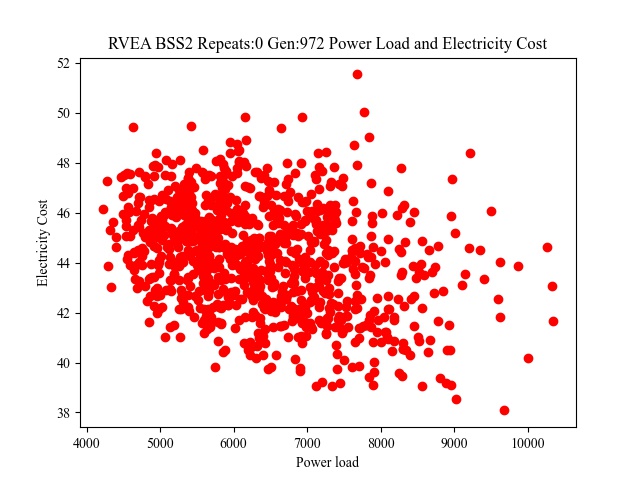 RVEA BSS2 Repeats:0 Gen:972 Power Load and Electricity Cost
52
50
48
46
44
42
40
38
Electricity Cost
4000 5000 6000 7000 8000 9000 10000
Power load